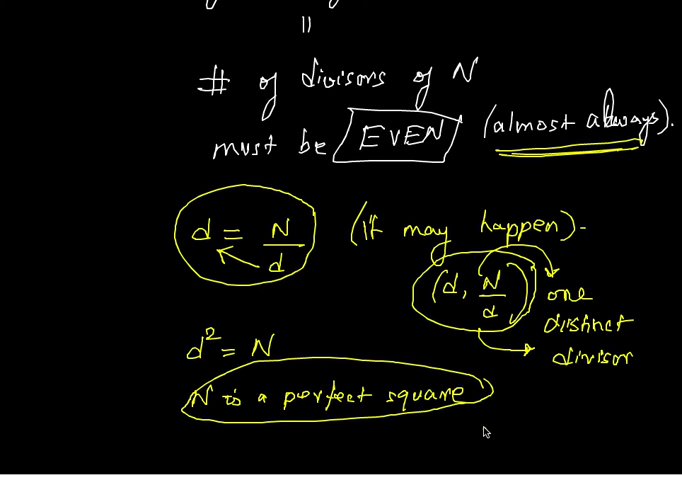 # of divisors of N
must be EVEN (almost always).
d = N/d (it may happen).
(d, N/d) one
distinct
divisor
d² = N
N is a perfect square